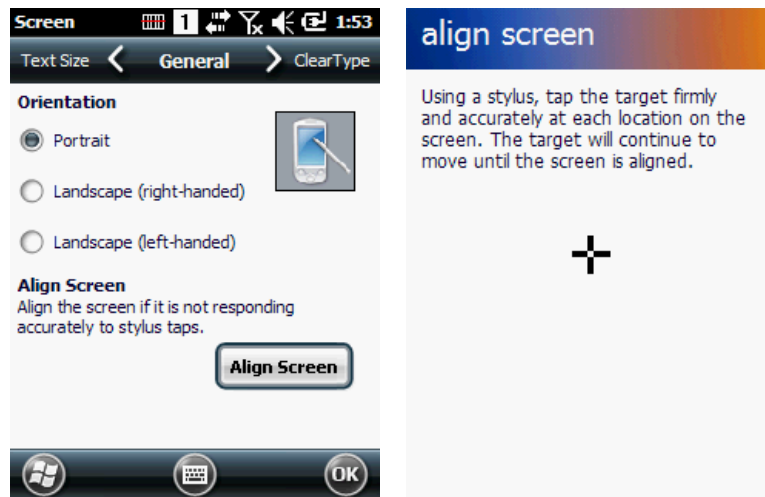 Screen 1 1:53
Text Size General ClearType
Orientation
Portrait
Landscape (right-handed)
Landscape (left-handed)
Align Screen
Align the screen if it is not responding
accurately to stylus taps.
Align Screen
OK
align screen
Using a stylus, tap the target firmly
and accurately at each location on the
screen. The target will continue to
move until the screen is aligned.